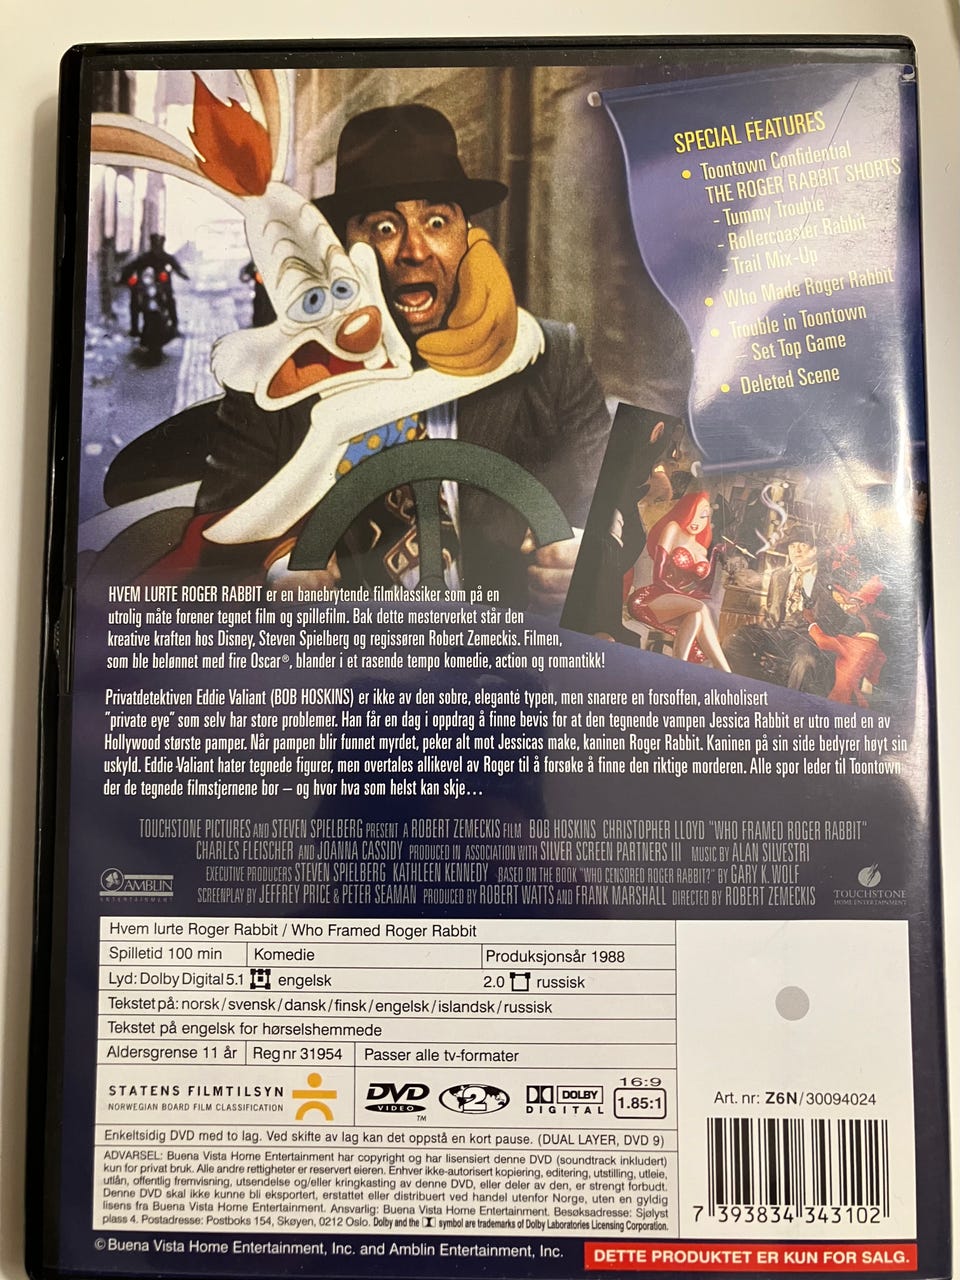 SPECIAL FEATURES
Toontown Confidential
THE ROGER RABBIT SHORTS
- Tummy Trouble
- Rollercoaster Rabbit
- Trail Mix-Up
Who Made Roger Rabbit
Trouble in Toontown
– Set Top Game
Deleted Scene
HVEM LURTE ROGER RABBIT er en banebrytende filmklassiker som på en
utrolig måte forener tegnet film og spillefilm. Bak dette mesterverket står den
kreative kraften hos Disney, Steven Spielberg og regissøren Robert Zemeckis. Filmen,
som ble belønnet med fire Oscar®, blander i et rasende tempo komedie, action og romantikk!
Privatdetektiven Eddie Valiant (BOB HOSKINS) er ikke av den sobre, elegante typen, men snarere en forsoffen, alkoholisert
"private eye" som selv har store problemer. Han får en dag i oppdrag å finne bevis for at den tegnende vampen Jessica Rabbit er utro med en av
Hollywood største pamper. Når pampen blir funnet myrdet, peker alt mot Jessicas make, kaninen Roger Rabbit. Kaninen på sin side bedyrer høyt sin
uskyld. Eddie Valiant hater tegnede figurer, men overtales allikevel av Roger til å forsøke å finne den riktige morderen. Alle spor leder til Toontown
der de tegnede filmstjernene bor – og hvor hva som helst kan skje...
TOUCHSTONE PICTURES AND STEVEN SPIELBERG PRESENT A ROBERT ZEMECKIS FILM BOB HOSKINS CHRISTOPHER LLOYD "WHO FRAMED ROGER RABBIT"
CHARLES FLEISCHER AND JOANNA CASSIDY PRODUCED IN ASSOCIATION WITH SILVER SCREEN PARTNERS III MUSIC BY ALAN SILVESTRI
EXECUTIVE PRODUCERS STEVEN SPIELBERG KATHLEEN KENNEDY BASED ON THE BOOK "WHO CENSORED ROGER RABBIT?" BY GARY K. WOLF
SCREENPLAY BY JEFFREY PRICE & PETER SEAMAN PRODUCED BY ROBERT WATTS AND FRANK MARSHALL DIRECTED BY ROBERT ZEMECKIS
AMBLIN
ENTERTAINMENT
TOUCHSTONE
HOME ENTERTAINMENT
Hvem lurte Roger Rabbit / Who Framed Roger Rabbit
Spilletid 100 min Komedie Produksjonsår 1988
Lyd: Dolby Digital 5.1 engelsk 2.0 russisk
Tekstet på: norsk/svensk/dansk/finsk/engelsk/islandsk/russisk
Tekstet på engelsk for hørselshemmede
Aldersgrense 11 år Reg nr 31954 Passer alle tv-formater
STATENS FILMTILSYN
NORWEGIAN BOARD FILM CLASSIFICATION
DVD
VIDEO
TM
2
DOLBY
DIGITAL
16:9
1.85:1
Art. nr: Z6N/30094024
Enkeltsidig DVD med to lag. Ved skifte av lag kan det oppstå en kort pause. (DUAL LAYER, DVD 9)
ADVARSEL: Buena Vista Home Entertainment har copyright og har lisensiert denne DVD (soundtrack inkludert)
kun for privat bruk. Alle andre rettigheter er reservert eieren. Enhver ikke-autorisert kopiering, editering, utstilling, utleie,
utlån, offentlig fremvisning, utsendelse og/eller kringkasting av denne DVD, eller deler av den, er strengt forbudt.
Denne DVD skal ikke kunne bli eksportert, erstattet eller distribuert ved handel utenfor Norge, uten en gyldig
lisens fra Buena Vista Home Entertainment. Ansvarlig: Buena Vista Home Entertainment. Besøksadresse: Sjølyst
plass 4. Postadresse: Postboks 154, Skøyen, 0212 Oslo. Dolby and the symbol are trademarks of Dolby Laboratories Licensing Corporation.
7 393834 343102
© Buena Vista Home Entertainment, Inc. and Amblin Entertainment, Inc.
DETTE PRODUKTET ER KUN FOR SALG.